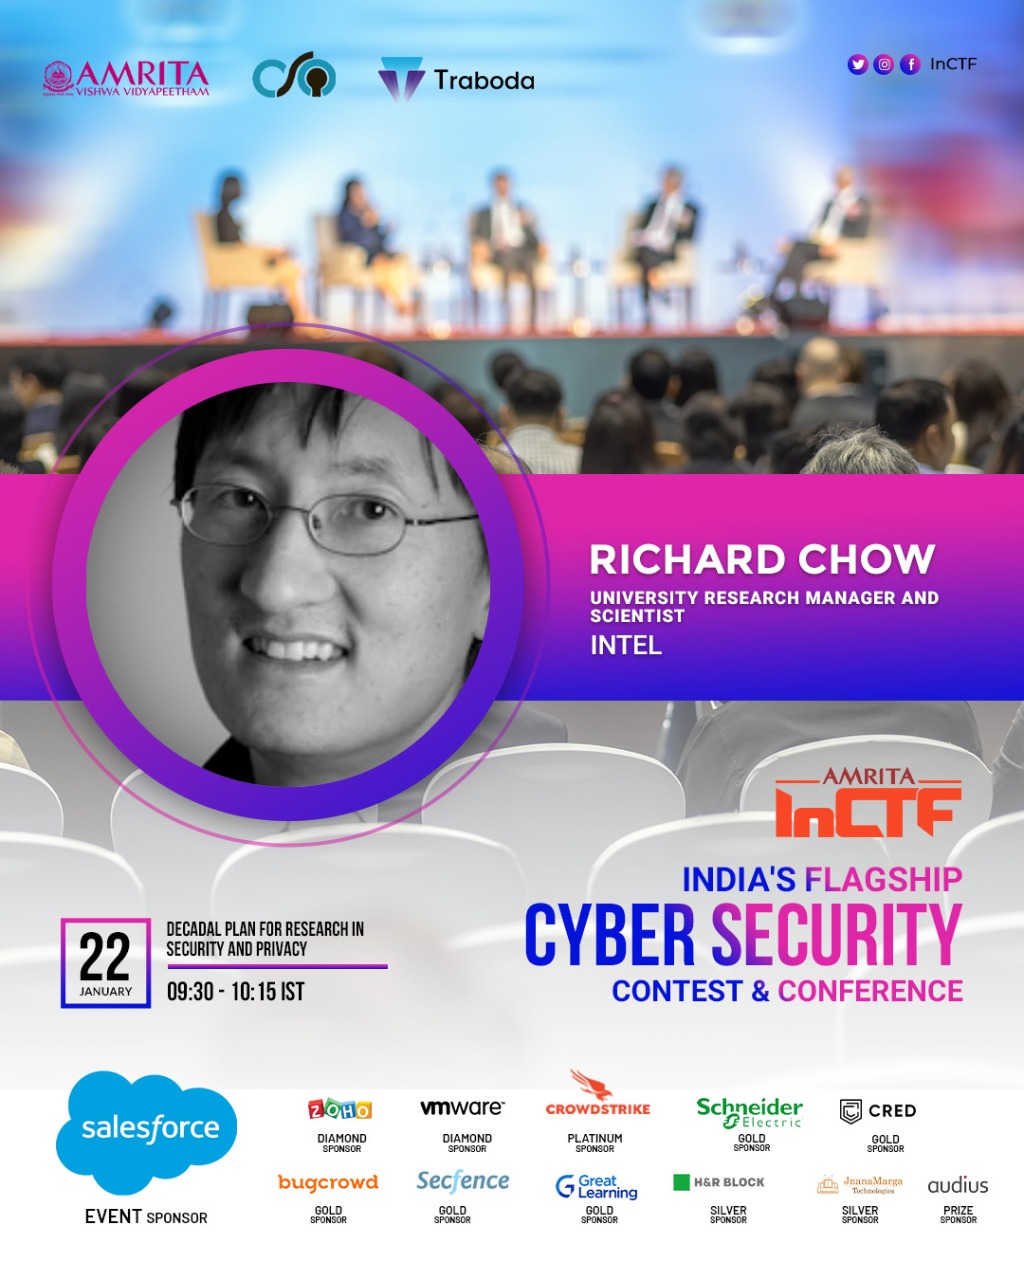 AMRITA
VISHWA VIDYAPEETHAM
Traboda
InCTF
RICHARD CHOW
UNIVERSITY RESEARCH MANAGER AND
SCIENTIST
INTEL
AMRITA
InCTF
INDIA'S FLAGSHIP
CYBER SECURITY
CONTEST & CONFERENCE
22
JANUARY
DECADAL PLAN FOR RESEARCH IN
SECURITY AND PRIVACY
09:30 - 10:15 IST
salesforce
EVENT SPONSOR
ZOHO
DIAMOND
SPONSOR
vmware
DIAMOND
SPONSOR
CROWDSTRIKE
PLATINUM
SPONSOR
Schneider
Electric
GOLD
SPONSOR
CRED
GOLD
SPONSOR
bugcrowd
GOLD
SPONSOR
Secfence
GOLD
SPONSOR
Great
Learning
GOLD
SPONSOR
H&R BLOCK
SILVER
SPONSOR
JnanaMarga
Technologies
SILVER
SPONSOR
audius
PRIZE
SPONSOR